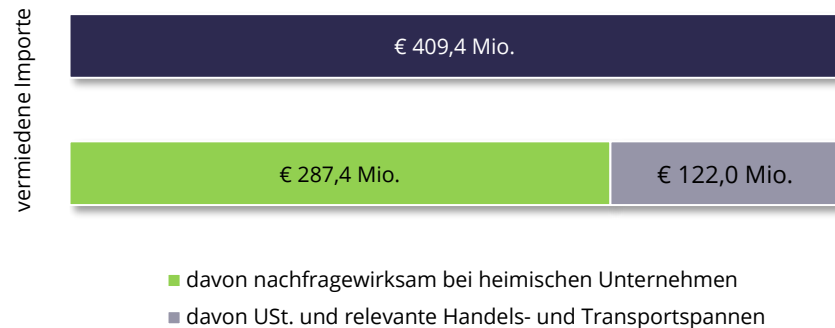 vermiedene Importe
€ 409,4 Mio.
€ 287,4 Mio.
€ 122,0 Mio.
davon nachfragewirksam bei heimischen Unternehmen
davon USt. und relevante Handels- und Transportspannen